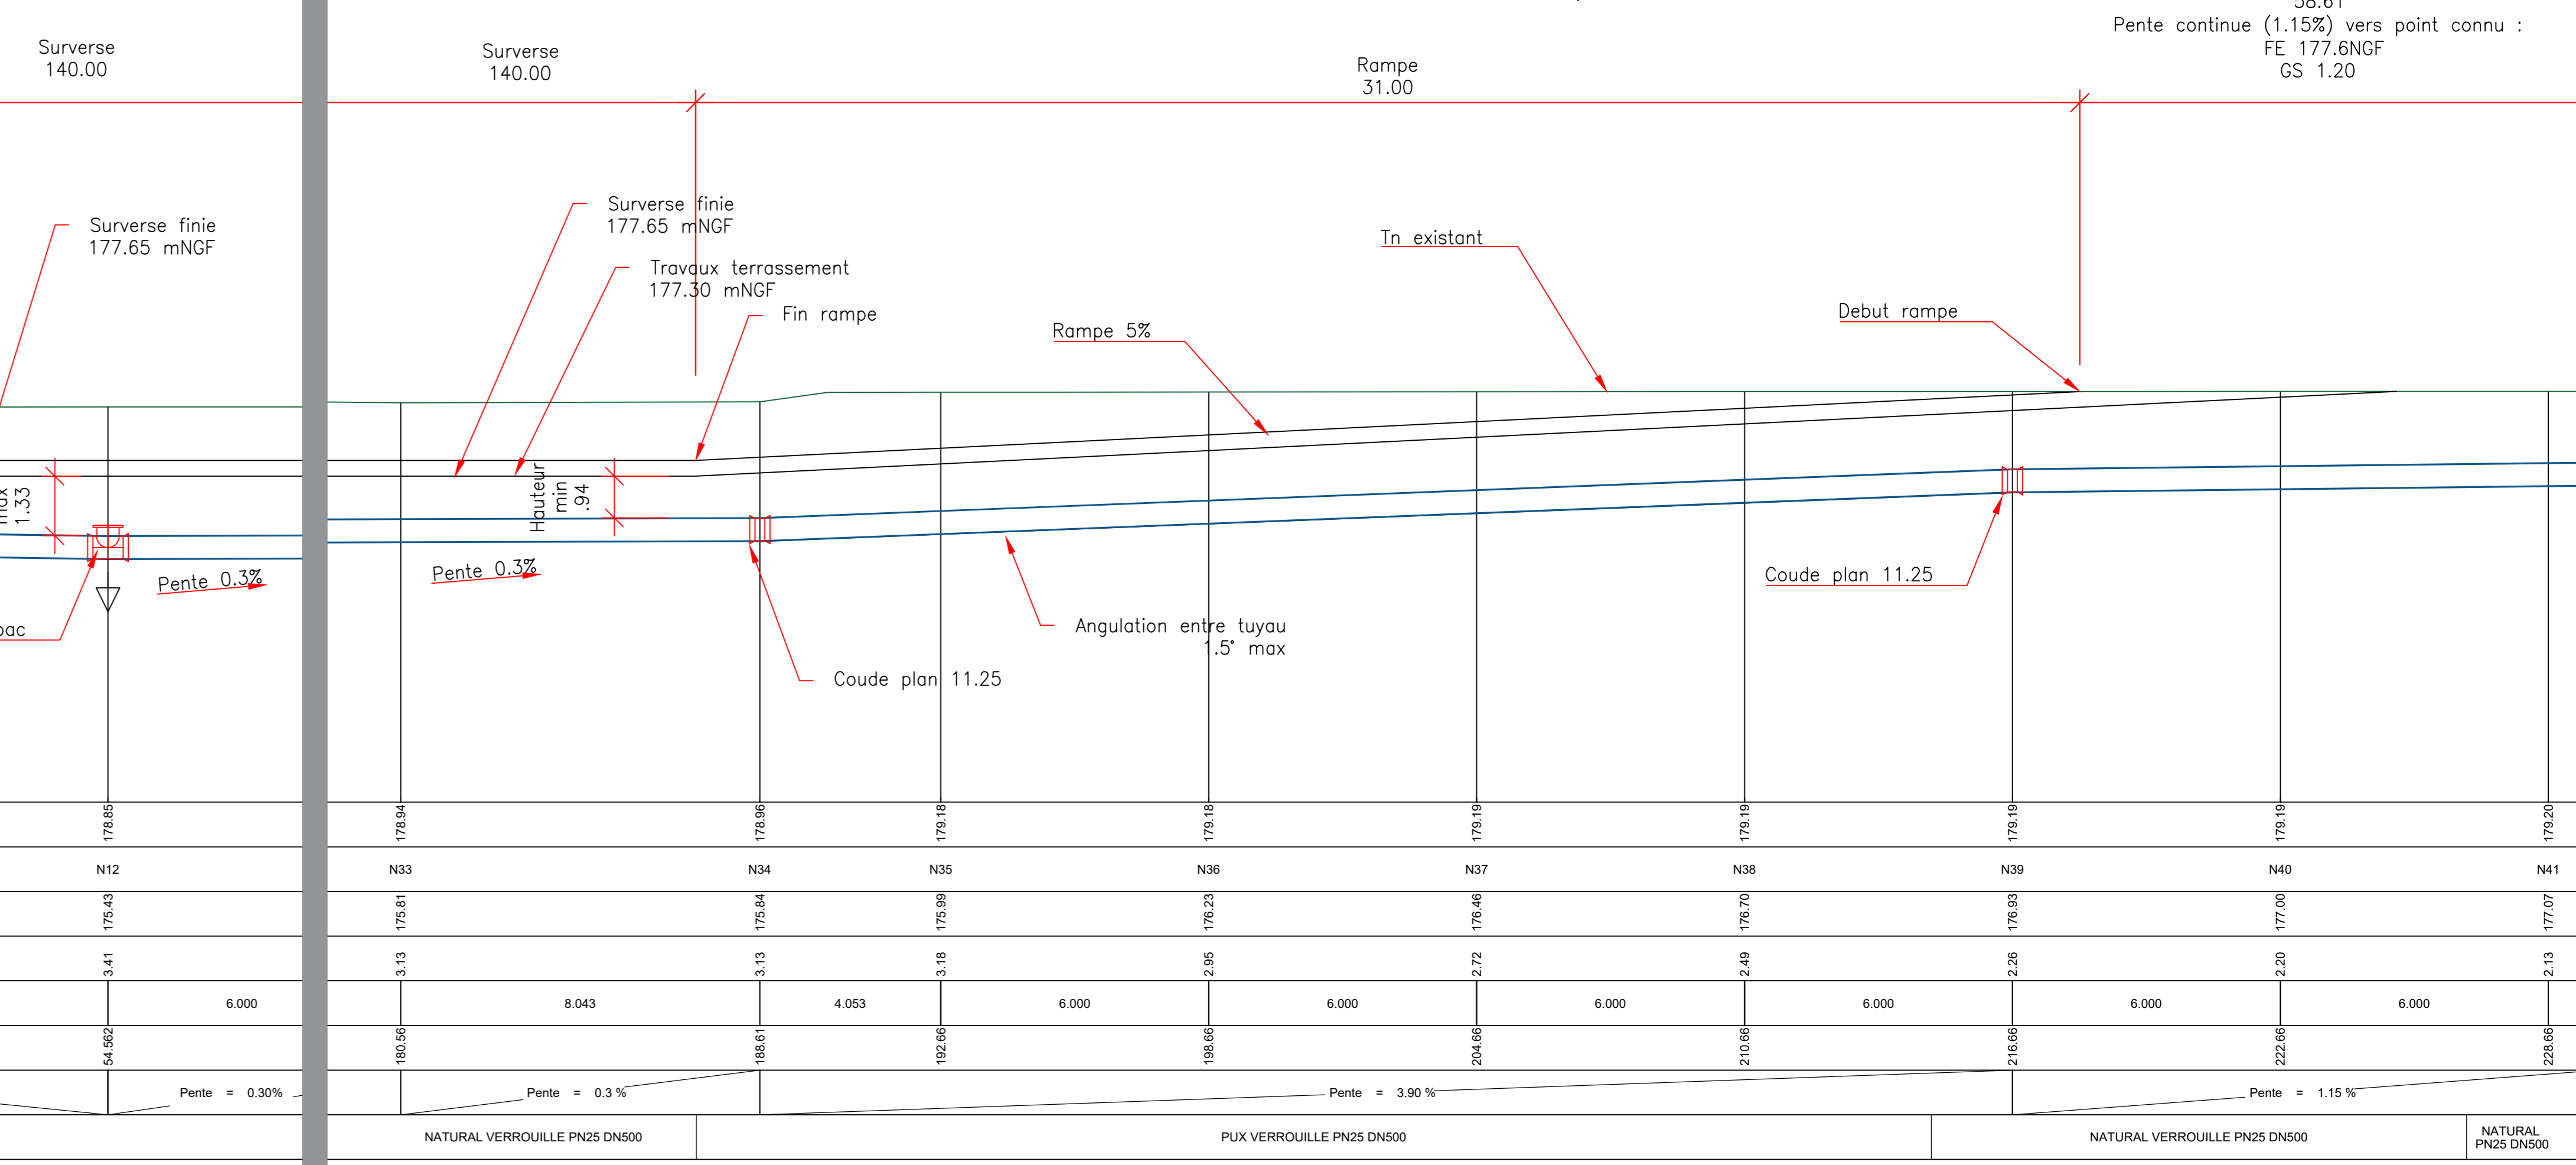 58.61
Pente continue (1.15%) vers point connu :
FE 177.6NGF
GS 1.20
Surverse
140.00
Surverse
140.00
Rampe
31.00
Surverse finie
177.65 mNGF
Surverse finie
177.65 mNGF
Travaux terrassement
177.30 mNGF
Fin rampe
Rampe 5%
Tn existant
Debut rampe
max
1.33
Hauteur
min
.94
Pente 0.3%
Pente 0.3%
Angulation entre tuyau
1.5° max
Coude plan 11.25
Coude plan 11.25
178.85 178.94 178.96 179.18 179.18 179.19 179.19 179.19 179.19 179.20
N12 N33 N34 N35 N36 N37 N38 N39 N40 N41
175.43 175.81 175.84 175.99 176.23 176.46 176.70 176.93 177.00 177.07
3.41 3.13 3.13 3.18 2.95 2.72 2.49 2.26 2.20 2.13
6.000 8.043 4.053 6.000 6.000 6.000 6.000 6.000 6.000
54.562 180.56 188.61 192.66 198.66 204.66 210.66 216.66 222.66 228.66
Pente = 0.30% Pente = 0.3 % Pente = 3.90 % Pente = 1.15 %
NATURAL VERROUILLE PN25 DN500 PUX VERROUILLE PN25 DN500 NATURAL VERROUILLE PN25 DN500 NATURAL
PN25 DN500